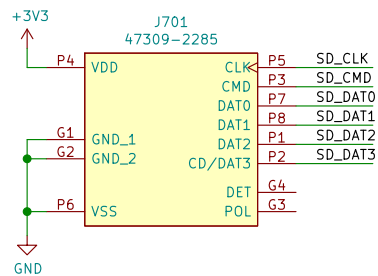 +3V3
J701
47309-2285
P4 VDD CLK P5 SD_CLK
CMD P3 SD_CMD
DAT0 P7 SD_DAT0
G1 GND_1 DAT1 P8 SD_DAT1
G2 GND_2 DAT2 P1 SD_DAT2
CD/DAT3 P2 SD_DAT3
DET G4
P6 VSS POL G3
GND